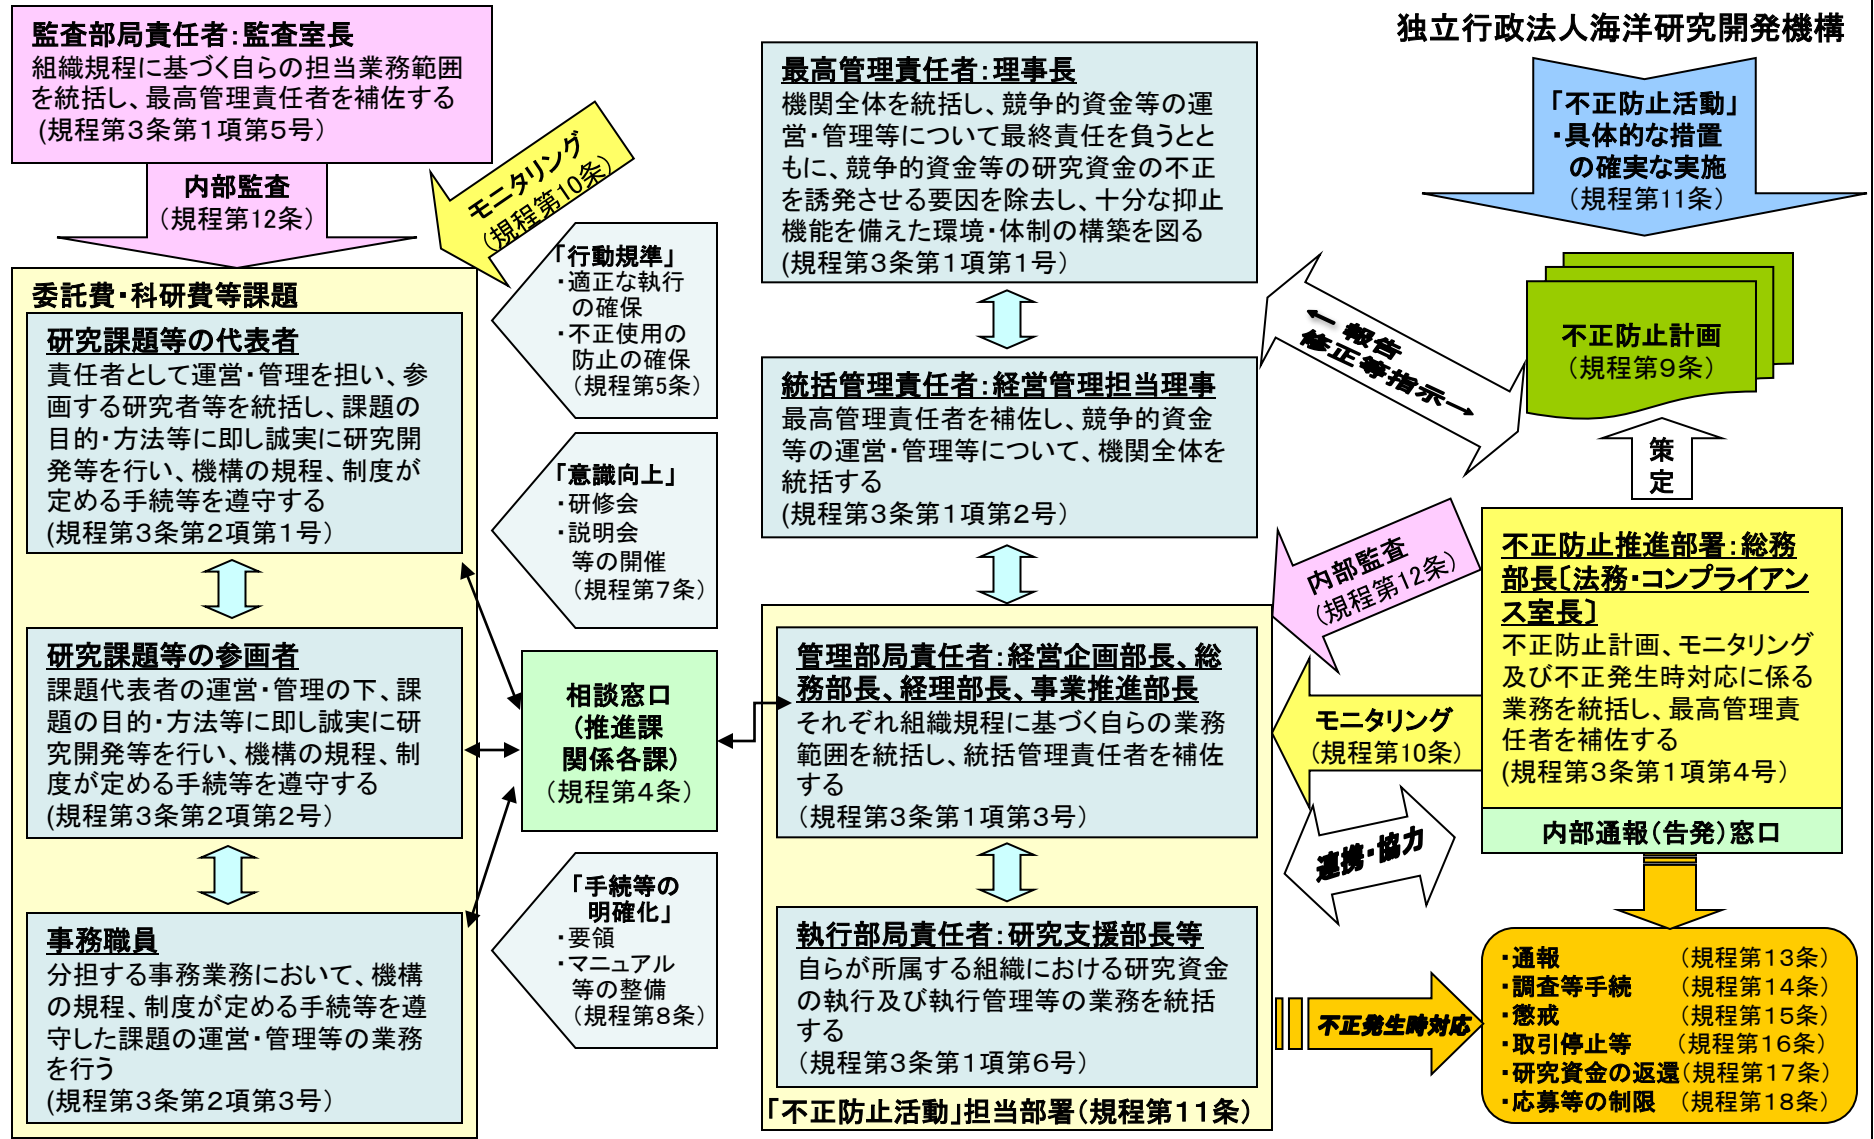 独立行政法人海洋研究開発機構
監査部局責任者：監査室長
組織規程に基づく自らの担当業務範囲
を統括し、最高管理責任者を補佐する
(規程第３条第１項第５号）
内部監査
（規程第12条）
モニタリング
（規程第10条）
委託費・科研費等課題
研究課題等の代表者
責任者として運営・管理を担い、参
画する研究者等を統括し、課題の
目的・方法等に即し誠実に研究開
発等を行い、機構の規程、制度が
定める手続等を遵守する
(規程第３条第２項第１号）
研究課題等の参画者
課題代表者の運営・管理の下、課
題の目的・方法等に即し誠実に研
究開発等を行い、機構の規程、制
度が定める手続等を遵守する
(規程第３条第２項第２号）
事務職員
分担する事務業務において、機構
の規程、制度が定める手続等を遵
守した課題の運営・管理等の業務
を行う
(規程第３条第２項第３号）
「行動規準」
・適正な執行
の確保
・不正使用の
防止の確保
（規程第5条）
「意識向上」
・研修会
・説明会
等の開催
（規程第７条）
相談窓口
（推進課
関係各課）
（規程第４条）
「手続等の
明確化」
・要領
・マニュアル
等の整備
（規程第８条）
最高管理責任者：理事長
機関全体を統括し、競争的資金等の運
営・管理等について最終責任を負うとと
もに、競争的資金等の研究資金の不正
を誘発させる要因を除去し、十分な抑止
機能を備えた環境・体制の構築を図る
(規程第３条第１項第１号）
統括管理責任者：経営管理担当理事
最高管理責任者を補佐し、競争的資金
等の運営・管理等について、機関全体を
統括する
(規程第３条第１項第２号）
管理部局責任者：経営企画部長、総
務部長、経理部長、事業推進部長
それぞれ組織規程に基づく自らの業務
範囲を統括し、統括管理責任者を補佐
する
（規程第３条第１項第３号）
執行部局責任者：研究支援部長等
自らが所属する組織における研究資金
の執行及び執行管理等の業務を統括
する
（規程第３条第１項第６号）
「不正防止活動」担当部署（規程第１１条）
「不正防止活動」
・具体的な措置
の確実な実施
（規程第11条）
不正防止計画
（規程第９条）
← 報告
修正等指示→
策
定
内部監査
（規程第12条）
不正防止推進部署：総務
部長〔法務・コンプライアン
ス室長〕
不正防止計画、モニタリング
及び不正発生時対応に係る
業務を統括し、最高管理責
任者を補佐する
(規程第３条第１項第４号）
モニタリング
（規程第10条）
内部通報（告発）窓口
連携・協力
不正発生時対応
・通報 （規程第１３条）
・調査等手続 （規程第１４条）
・懲戒 （規程第１５条）
・取引停止等 （規程第１６条）
・研究資金の返還（規程第１７条）
・応募等の制限 （規程第１８条）